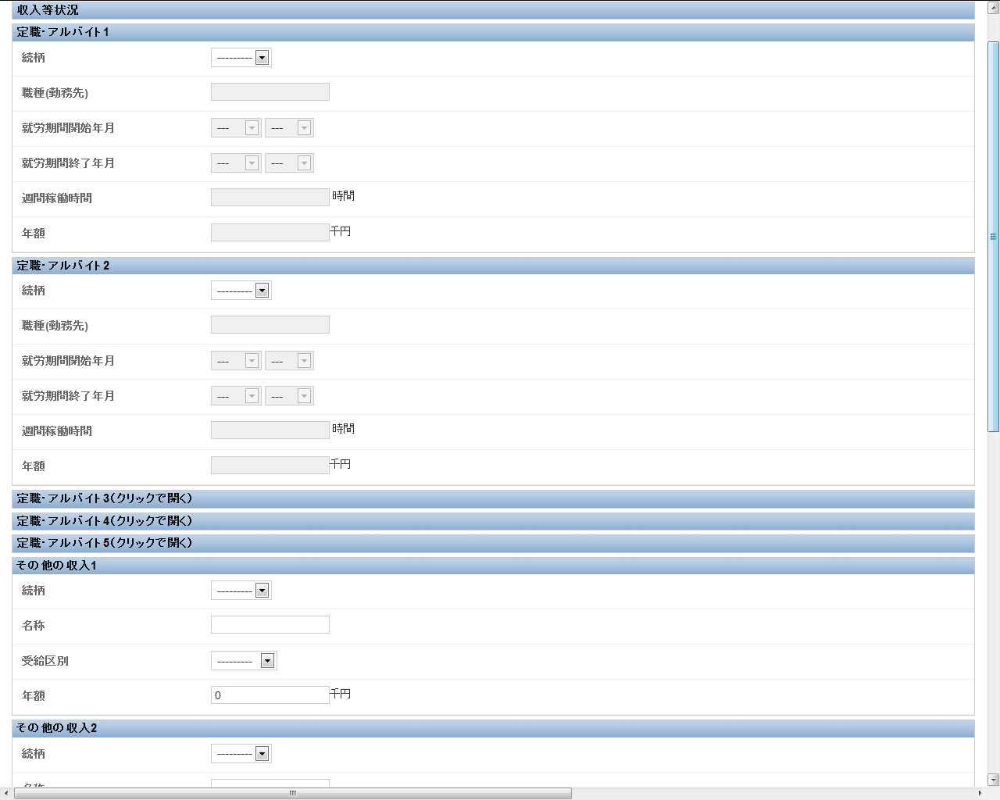 収入等状況
定職・アルバイト1
続柄 ---------
職種(勤務先)
就労期間開始年月 --- ---
就労期間終了年月 --- ---
週間稼働時間 時間
年額 千円
定職・アルバイト2
続柄 ---------
職種(勤務先)
就労期間開始年月 --- ---
就労期間終了年月 --- ---
週間稼働時間 時間
年額 千円
定職・アルバイト3(クリックで開く)
定職・アルバイト4(クリックで開く)
定職・アルバイト5(クリックで開く)
その他の収入1
続柄 ---------
名称
受給区別 ---------
年額 0 千円
その他の収入2
続柄 ---------